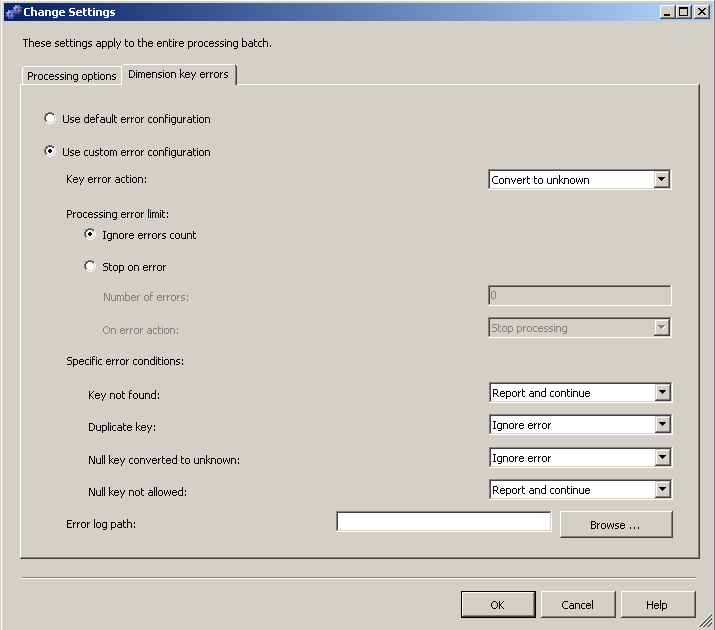 Change Settings
These settings apply to the entire processing batch.
Processing options Dimension key errors
Use default error configuration
Use custom error configuration
Key error action: Convert to unknown
Processing error limit:
Ignore errors count
Stop on error
Number of errors: 0
On error action: Stop processing
Specific error conditions:
Key not found: Report and continue
Duplicate key: Ignore error
Null key converted to unknown: Ignore error
Null key not allowed: Report and continue
Error log path: Browse ...
OK Cancel Help